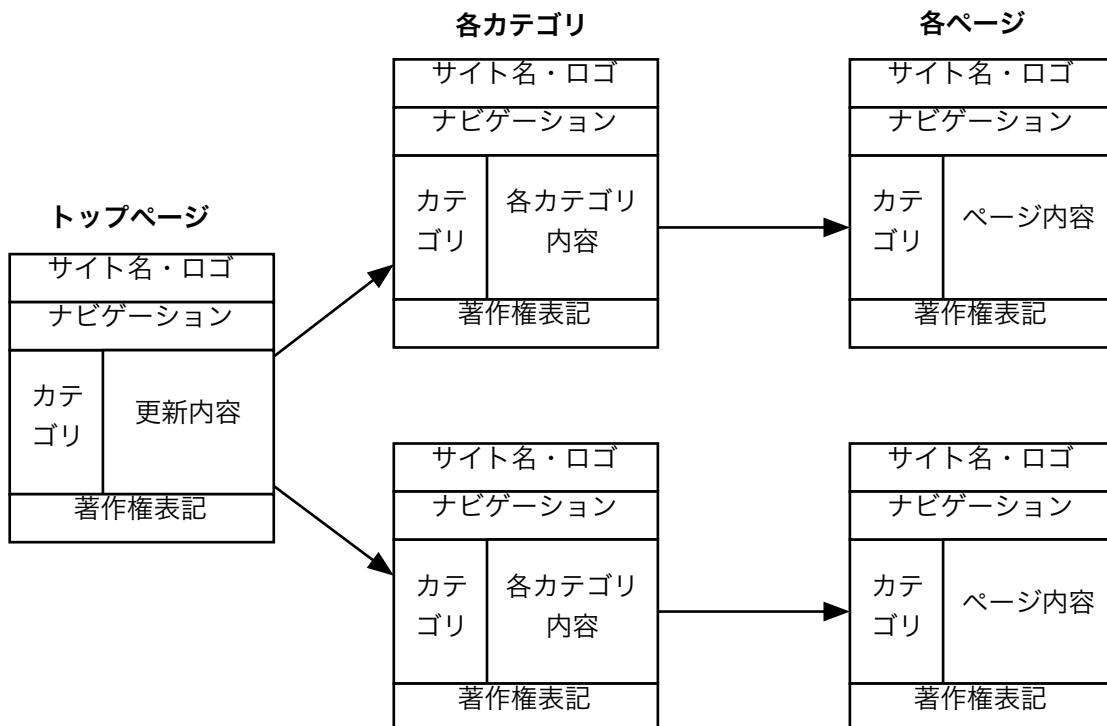 トップページ
サイト名・ロゴ
ナビゲーション
カテ
ゴリ
更新内容
著作権表記
各カテゴリ
サイト名・ロゴ
ナビゲーション
カテ
ゴリ
各カテゴリ
内容
著作権表記
サイト名・ロゴ
ナビゲーション
カテ
ゴリ
各カテゴリ
内容
著作権表記
各ページ
サイト名・ロゴ
ナビゲーション
カテ
ゴリ
ページ内容
著作権表記
サイト名・ロゴ
ナビゲーション
カテ
ゴリ
ページ内容
著作権表記